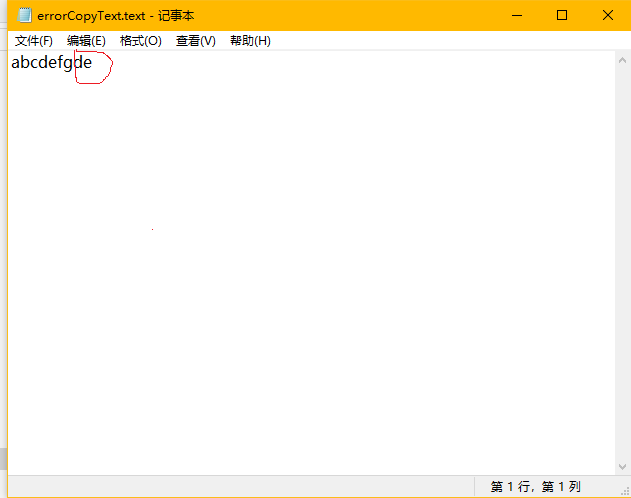 errorCopyText.text - 记事本
文件(F) 编辑(E) 格式(O) 查看(V) 帮助(H)
abcdefgde
第 1 行，第 1 列